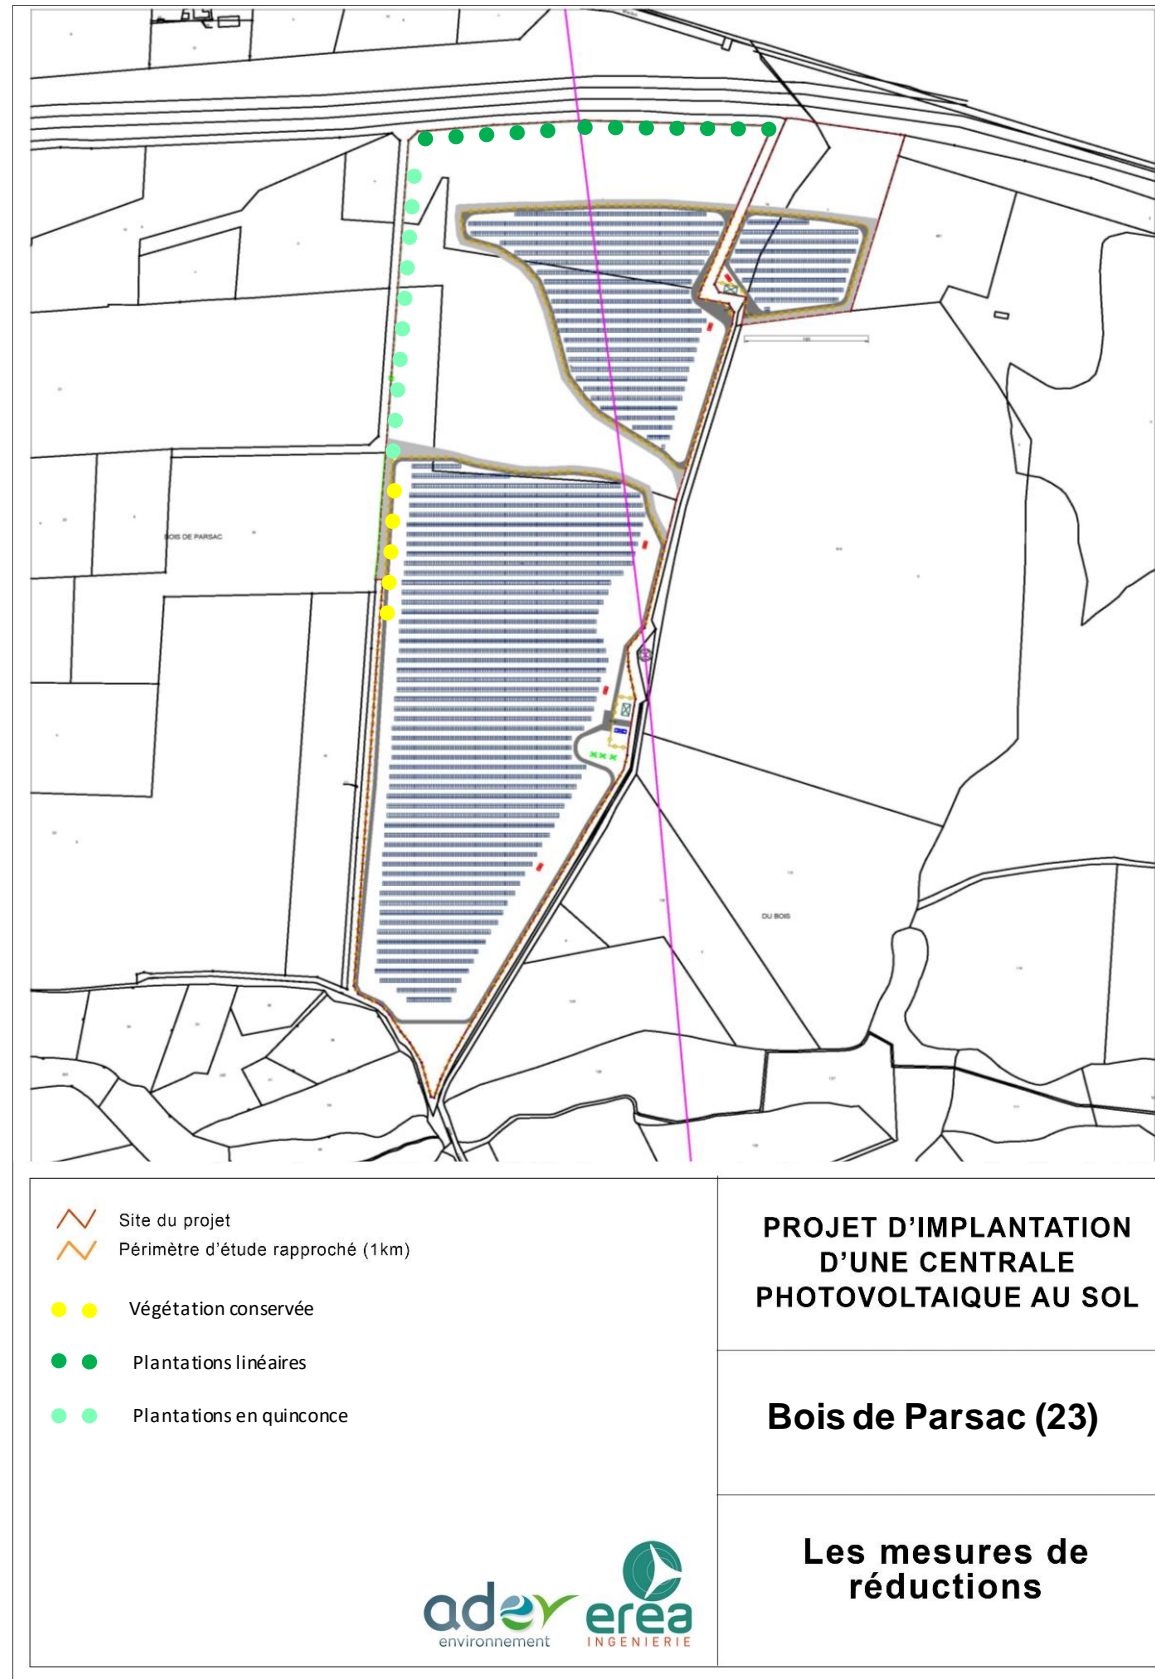 BOIS DE PARSAC
DU BOIS
Site du projet
Périmètre d'étude rapproché (1km)
Végétation conservée
Plantations linéaires
Plantations en quinconce
PROJET D'IMPLANTATION
D'UNE CENTRALE
PHOTOVOLTAIQUE AU SOL
Bois de Parsac (23)
Les mesures de
réductions
ader
environnement
erea
INGENIERIE